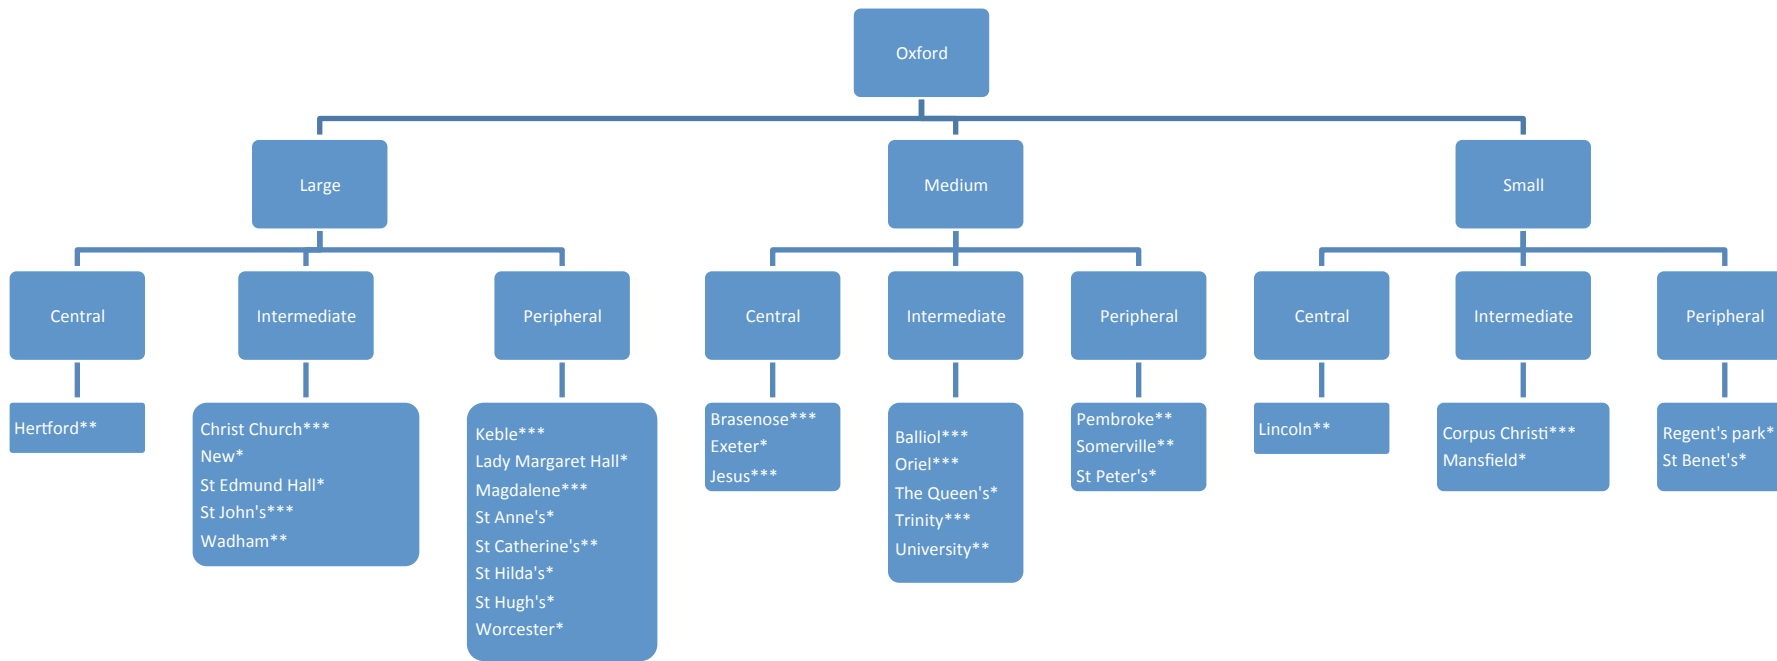 Oxford
Large
Medium
Small
Central
Intermediate
Peripheral
Central
Intermediate
Peripheral
Central
Intermediate
Peripheral
Hertford**
Christ Church***
New*
St Edmund Hall*
St John's***
Wadham**
Keble***
Lady Margaret Hall*
Magdalene***
St Anne's*
St Catherine's**
St Hilda's*
St Hugh's*
Worcester*
Brasenose***
Exeter*
Jesus***
Balliol***
Oriel***
The Queen's*
Trinity***
University**
Pembroke**
Somerville**
St Peter's*
Lincoln**
Corpus Christi***
Mansfield*
Regent's park*
St Benet's*